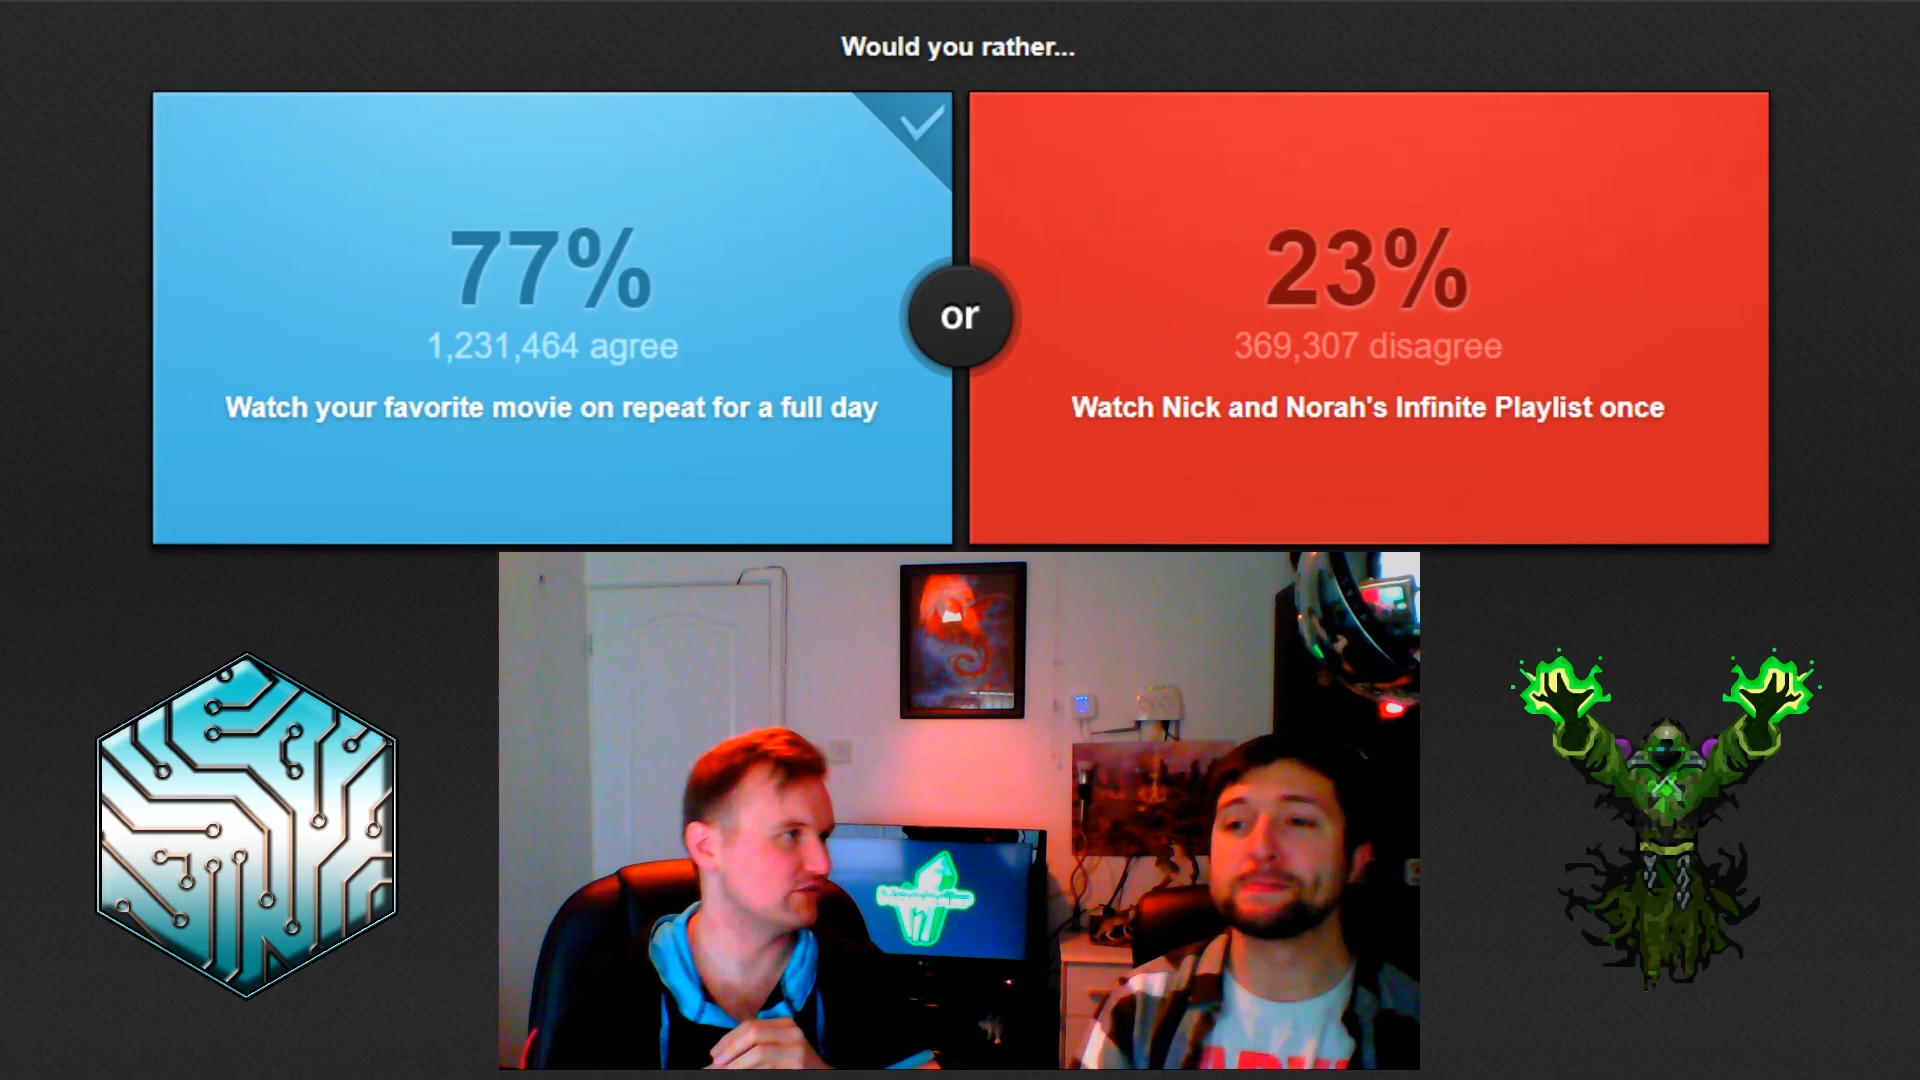 Would you rather...
77%
1,231,464 agree
Watch your favorite movie on repeat for a full day
or
23%
369,307 disagree
Watch Nick and Norah's Infinite Playlist once